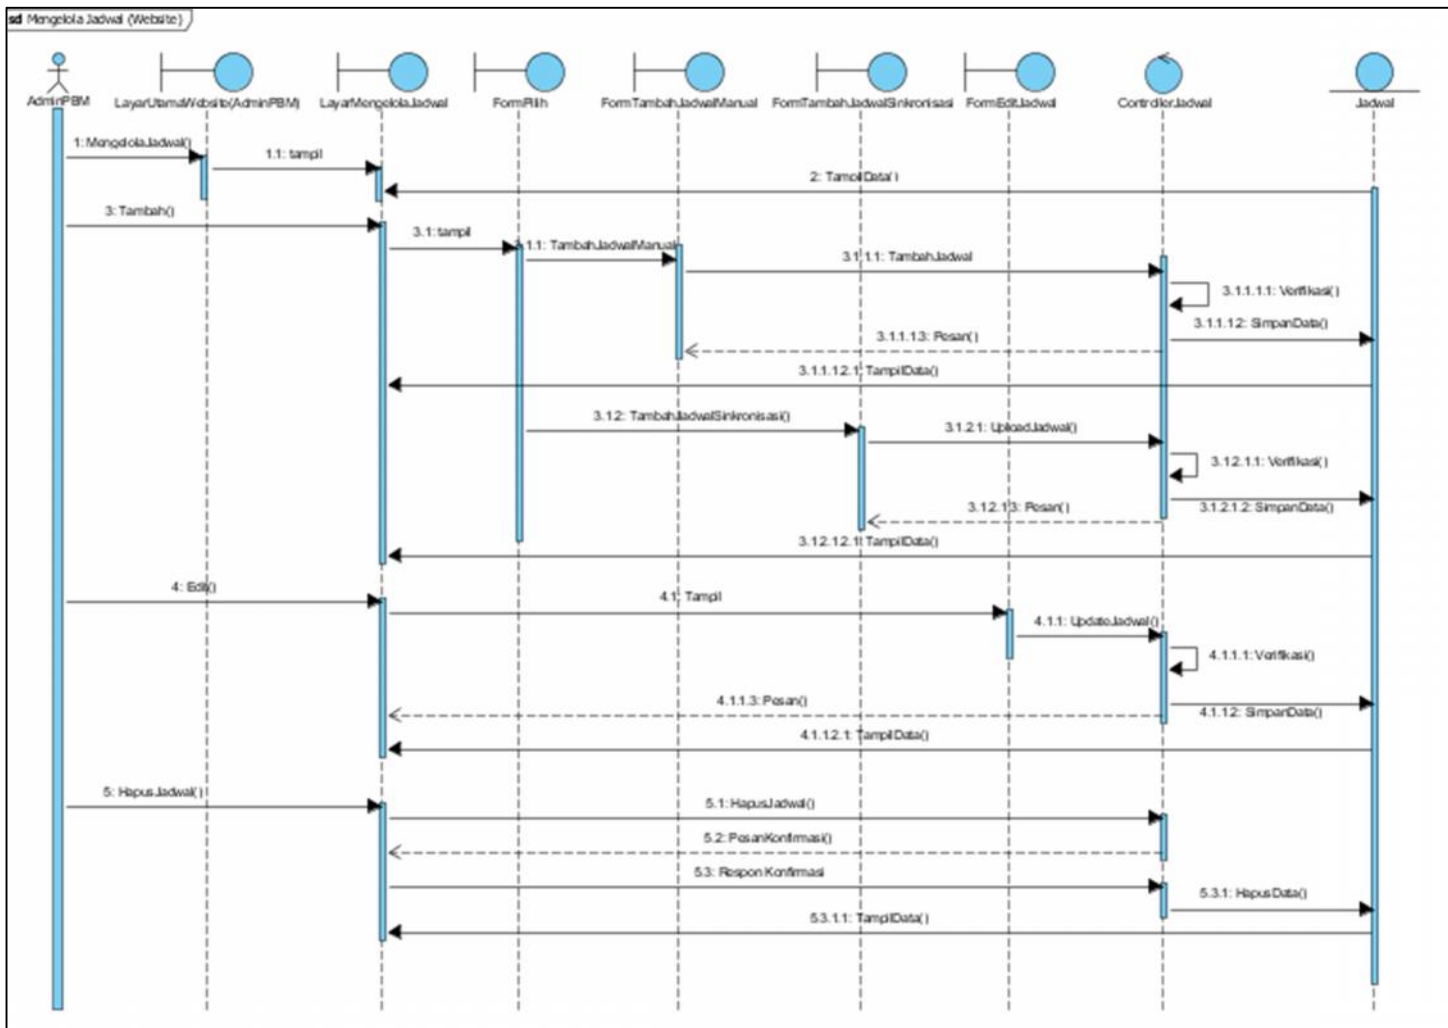 sd Mengelola Jadwal (Website)
AdminPBM
LayarUtamaWebsite(AdminPBM)
LayarMengelolaJadwal
FormPilih
FormTambahJadwalManual
FormTambahJadwalSinkronisasi
FormEditJadwal
ControllerJadwal
Jadwal
1: MengelolaJadwal()
1.1: tampil
2: TampilData()
3: Tambah()
3.1: tampil
3.1.1: TambahJadwalManual
3.1.1.1: TambahJadwal
3.1.1.1.1: Verifikasi()
3.1.1.1.2: SimpanData()
3.1.1.1.3: Pesan()
3.1.1.1.2.1: TampilData()
3.1.2: TambahJadwalSinkronisasi()
3.1.2.1: UploadJadwal()
3.1.2.1.1: Verifikasi()
3.1.2.1.2: SimpanData()
3.1.2.1.3: Pesan()
3.1.2.1.2.1: TampilData()
4: Edit()
4.1: Tampil
4.1.1: UpdateJadwal()
4.1.1.1: Verifikasi()
4.1.1.3: Pesan()
4.1.1.2: SimpanData()
4.1.1.2.1: TampilData()
5: HapusJadwal()
5.1: HapusJadwal()
5.2: PesanKonfirmasi()
5.3: Respon Konfirmasi
5.3.1: HapusData()
5.3.1.1: TampilData()